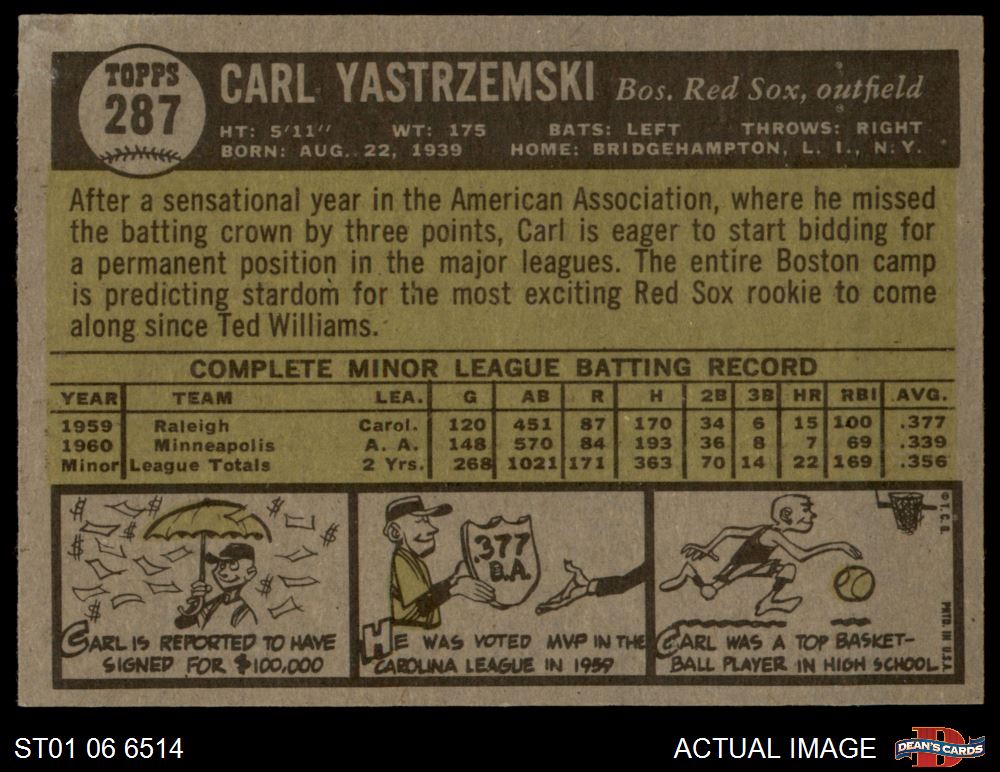 TOPPS
287
CARL YASTRZEMSKI Bos. Red Sox, outfield
HT: 5'11" WT: 175 BATS: LEFT THROWS: RIGHT
BORN: AUG. 22, 1939 HOME: BRIDGEHAMPTON, L. I., N. Y.
After a sensational year in the American Association, where he missed
the batting crown by three points, Carl is eager to start bidding for
a permanent position in the major leagues. The entire Boston camp
is predicting stardom for the most exciting Red Sox rookie to come
along since Ted Williams.
COMPLETE MINOR LEAGUE BATTING RECORD
YEAR TEAM LEA. G AB R H 2B 3B HR RBI AVG.
1959 Raleigh Carol. 120 451 87 170 34 6 15 100 .377
1960 Minneapolis A. A. 148 570 84 193 36 8 7 69 .339
Minor League Totals 2 Yrs. 268 1021 171 363 70 14 22 169 .356
.377
B.A.
CARL IS REPORTED TO HAVE
SIGNED FOR $100,000
HE WAS VOTED MVP IN THE
CAROLINA LEAGUE IN 1959
CARL WAS A TOP BASKET-
BALL PLAYER IN HIGH SCHOOL
© T.C.G.
PRTD. IN U.S.A.
ST01 06 6514
ACTUAL IMAGE
D
DEAN'S CARDS